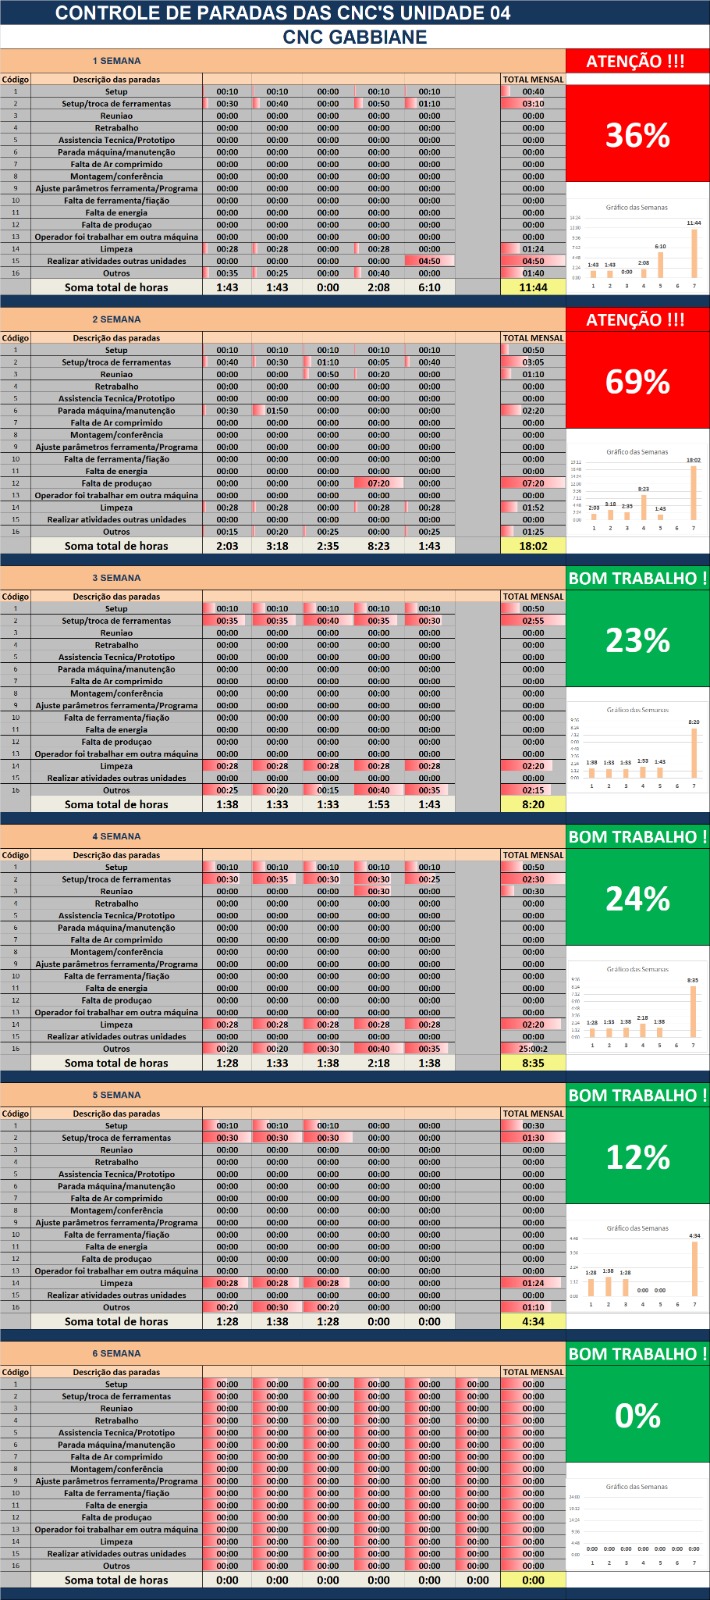 CONTROLE DE PARADAS DAS CNC'S UNIDADE 04
CNC GABBIANE
1 SEMANA
ATENÇÃO !!!
Código Descrição das paradas TOTAL MENSAL
1 Setup 00:10 00:10 00:00 00:10 00:10 00:40
2 Setup/troca de ferramentas 00:30 00:40 00:00 00:50 01:10 03:10
3 Reuniao 00:00 00:00 00:00 00:00 00:00 00:00
4 Retrabalho 00:00 00:00 00:00 00:00 00:00 00:00
5 Assistencia Tecnica/Prototipo 00:00 00:00 00:00 00:00 00:00 00:00
6 Parada máquina/manutenção 00:00 00:00 00:00 00:00 00:00 00:00
7 Falta de Ar comprimido 00:00 00:00 00:00 00:00 00:00 00:00
8 Montagem/conferência 00:00 00:00 00:00 00:00 00:00 00:00
9 Ajuste parâmetros ferramenta/Programa 00:00 00:00 00:00 00:00 00:00 00:00
10 Falta de ferramenta/fiação 00:00 00:00 00:00 00:00 00:00 00:00
11 Falta de energia 00:00 00:00 00:00 00:00 00:00 00:00
12 Falta de produçao 00:00 00:00 00:00 00:00 00:00 00:00
13 Operador foi trabalhar em outra máquina 00:00 00:00 00:00 00:00 00:00 00:00
14 Limpeza 00:28 00:28 00:00 00:28 00:00 01:24
15 Realizar atividades outras unidades 00:00 00:00 00:00 00:00 04:50 04:50
16 Outros 00:35 00:25 00:00 00:40 00:00 01:40
Soma total de horas 1:43 1:43 0:00 2:08 6:10 11:44
36%
Gráfico das Semanas
11:44
6:10
1:43 1:43 0:00 2:08
1 2 3 4 5 6 7
2 SEMANA
ATENÇÃO !!!
Código Descrição das paradas TOTAL MENSAL
1 Setup 00:10 00:10 00:10 00:10 00:10 00:50
2 Setup/troca de ferramentas 00:40 00:30 01:10 00:05 00:40 03:05
3 Reuniao 00:00 00:00 00:50 00:20 00:00 01:10
4 Retrabalho 00:00 00:00 00:00 00:00 00:00 00:00
5 Assistencia Tecnica/Prototipo 00:00 00:00 00:00 00:00 00:00 00:00
6 Parada máquina/manutenção 00:30 01:50 00:00 00:00 00:00 02:20
7 Falta de Ar comprimido 00:00 00:00 00:00 00:00 00:00 00:00
8 Montagem/conferência 00:00 00:00 00:00 00:00 00:00 00:00
9 Ajuste parâmetros ferramenta/Programa 00:00 00:00 00:00 00:00 00:00 00:00
10 Falta de ferramenta/fiação 00:00 00:00 00:00 00:00 00:00 00:00
11 Falta de energia 00:00 00:00 00:00 00:00 00:00 00:00
12 Falta de produçao 00:00 00:00 00:00 07:20 00:00 07:20
13 Operador foi trabalhar em outra máquina 00:00 00:00 00:00 00:00 00:00 00:00
14 Limpeza 00:28 00:28 00:00 00:28 00:28 01:52
15 Realizar atividades outras unidades 00:00 00:00 00:00 00:00 00:00 00:00
16 Outros 00:15 00:20 00:25 00:00 00:25 01:25
Soma total de horas 2:03 3:18 2:35 8:23 1:43 18:02
69%
Gráfico das Semanas
18:02
8:23
2:03 3:18 2:35 1:43
1 2 3 4 5 6 7
3 SEMANA
BOM TRABALHO !
Código Descrição das paradas TOTAL MENSAL
1 Setup 00:10 00:10 00:10 00:10 00:10 00:50
2 Setup/troca de ferramentas 00:35 00:35 00:40 00:35 00:30 02:55
3 Reuniao 00:00 00:00 00:00 00:00 00:00 00:00
4 Retrabalho 00:00 00:00 00:00 00:00 00:00 00:00
5 Assistencia Tecnica/Prototipo 00:00 00:00 00:00 00:00 00:00 00:00
6 Parada máquina/manutenção 00:00 00:00 00:00 00:00 00:00 00:00
7 Falta de Ar comprimido 00:00 00:00 00:00 00:00 00:00 00:00
8 Montagem/conferência 00:00 00:00 00:00 00:00 00:00 00:00
9 Ajuste parâmetros ferramenta/Programa 00:00 00:00 00:00 00:00 00:00 00:00
10 Falta de ferramenta/fiação 00:00 00:00 00:00 00:00 00:00 00:00
11 Falta de energia 00:00 00:00 00:00 00:00 00:00 00:00
12 Falta de produçao 00:00 00:00 00:00 00:00 00:00 00:00
13 Operador foi trabalhar em outra máquina 00:00 00:00 00:00 00:00 00:00 00:00
14 Limpeza 00:28 00:28 00:28 00:28 00:28 02:20
15 Realizar atividades outras unidades 00:00 00:00 00:00 00:00 00:00 00:00
16 Outros 00:25 00:20 00:15 00:40 00:35 02:15
Soma total de horas 1:38 1:33 1:33 1:53 1:43 8:20
23%
Gráfico das Semanas
8:20
1:38 1:33 1:33 1:53 1:43
1 2 3 4 5 6 7
4 SEMANA
BOM TRABALHO !
Código Descrição das paradas TOTAL MENSAL
1 Setup 00:10 00:10 00:10 00:10 00:10 00:50
2 Setup/troca de ferramentas 00:30 00:35 00:30 00:30 00:25 02:30
3 Reuniao 00:00 00:00 00:00 00:30 00:00 00:30
4 Retrabalho 00:00 00:00 00:00 00:00 00:00 00:00
5 Assistencia Tecnica/Prototipo 00:00 00:00 00:00 00:00 00:00 00:00
6 Parada máquina/manutenção 00:00 00:00 00:00 00:00 00:00 00:00
7 Falta de Ar comprimido 00:00 00:00 00:00 00:00 00:00 00:00
8 Montagem/conferência 00:00 00:00 00:00 00:00 00:00 00:00
9 Ajuste parâmetros ferramenta/Programa 00:00 00:00 00:00 00:00 00:00 00:00
10 Falta de ferramenta/fiação 00:00 00:00 00:00 00:00 00:00 00:00
11 Falta de energia 00:00 00:00 00:00 00:00 00:00 00:00
12 Falta de produçao 00:00 00:00 00:00 00:00 00:00 00:00
13 Operador foi trabalhar em outra máquina 00:00 00:00 00:00 00:00 00:00 00:00
14 Limpeza 00:28 00:28 00:28 00:28 00:28 02:20
15 Realizar atividades outras unidades 00:00 00:00 00:00 00:00 00:00 00:00
16 Outros 00:20 00:20 00:30 00:40 00:35 25:00:2
Soma total de horas 1:28 1:33 1:38 2:18 1:38 8:35
24%
Gráfico das Semanas
8:35
1:28 1:33 1:38 2:18 1:38
1 2 3 4 5 6 7
5 SEMANA
BOM TRABALHO !
Código Descrição das paradas TOTAL MENSAL
1 Setup 00:10 00:10 00:10 00:00 00:00 00:30
2 Setup/troca de ferramentas 00:30 00:30 00:30 00:00 00:00 01:30
3 Reuniao 00:00 00:00 00:00 00:00 00:00 00:00
4 Retrabalho 00:00 00:00 00:00 00:00 00:00 00:00
5 Assistencia Tecnica/Prototipo 00:00 00:00 00:00 00:00 00:00 00:00
6 Parada máquina/manutenção 00:00 00:00 00:00 00:00 00:00 00:00
7 Falta de Ar comprimido 00:00 00:00 00:00 00:00 00:00 00:00
8 Montagem/conferência 00:00 00:00 00:00 00:00 00:00 00:00
9 Ajuste parâmetros ferramenta/Programa 00:00 00:00 00:00 00:00 00:00 00:00
10 Falta de ferramenta/fiação 00:00 00:00 00:00 00:00 00:00 00:00
11 Falta de energia 00:00 00:00 00:00 00:00 00:00 00:00
12 Falta de produçao 00:00 00:00 00:00 00:00 00:00 00:00
13 Operador foi trabalhar em outra máquina 00:00 00:00 00:00 00:00 00:00 00:00
14 Limpeza 00:28 00:28 00:28 00:00 00:00 01:24
15 Realizar atividades outras unidades 00:00 00:00 00:00 00:00 00:00 00:00
16 Outros 00:20 00:30 00:20 00:00 00:00 01:10
Soma total de horas 1:28 1:38 1:28 0:00 0:00 4:34
12%
Gráfico das Semanas
4:34
1:28 1:38 1:28 0:00 0:00
1 2 3 4 5 6 7
6 SEMANA
BOM TRABALHO !
Código Descrição das paradas TOTAL MENSAL
1 Setup 00:00 00:00 00:00 00:00 00:00 00:00 00:00
2 Setup/troca de ferramentas 00:00 00:00 00:00 00:00 00:00 00:00 00:00
3 Reuniao 00:00 00:00 00:00 00:00 00:00 00:00 00:00
4 Retrabalho 00:00 00:00 00:00 00:00 00:00 00:00 00:00
5 Assistencia Tecnica/Prototipo 00:00 00:00 00:00 00:00 00:00 00:00 00:00
6 Parada máquina/manutenção 00:00 00:00 00:00 00:00 00:00 00:00 00:00
7 Falta de Ar comprimido 00:00 00:00 00:00 00:00 00:00 00:00 00:00
8 Montagem/conferência 00:00 00:00 00:00 00:00 00:00 00:00 00:00
9 Ajuste parâmetros ferramenta/Programa 00:00 00:00 00:00 00:00 00:00 00:00 00:00
10 Falta de ferramenta/fiação 00:00 00:00 00:00 00:00 00:00 00:00 00:00
11 Falta de energia 00:00 00:00 00:00 00:00 00:00 00:00 00:00
12 Falta de produçao 00:00 00:00 00:00 00:00 00:00 00:00 00:00
13 Operador foi trabalhar em outra máquina 00:00 00:00 00:00 00:00 00:00 00:00 00:00
14 Limpeza 00:00 00:00 00:00 00:00 00:00 00:00 00:00
15 Realizar atividades outras unidades 00:00 00:00 00:00 00:00 00:00 00:00 00:00
16 Outros 00:00 00:00 00:00 00:00 00:00 00:00 00:00
Soma total de horas 0:00 0:00 0:00 0:00 0:00 0:00 0:00
0%
Gráfico das Semanas
0:00 0:00 0:00 0:00 0:00 0:00 0:00
1 2 3 4 5 6 7